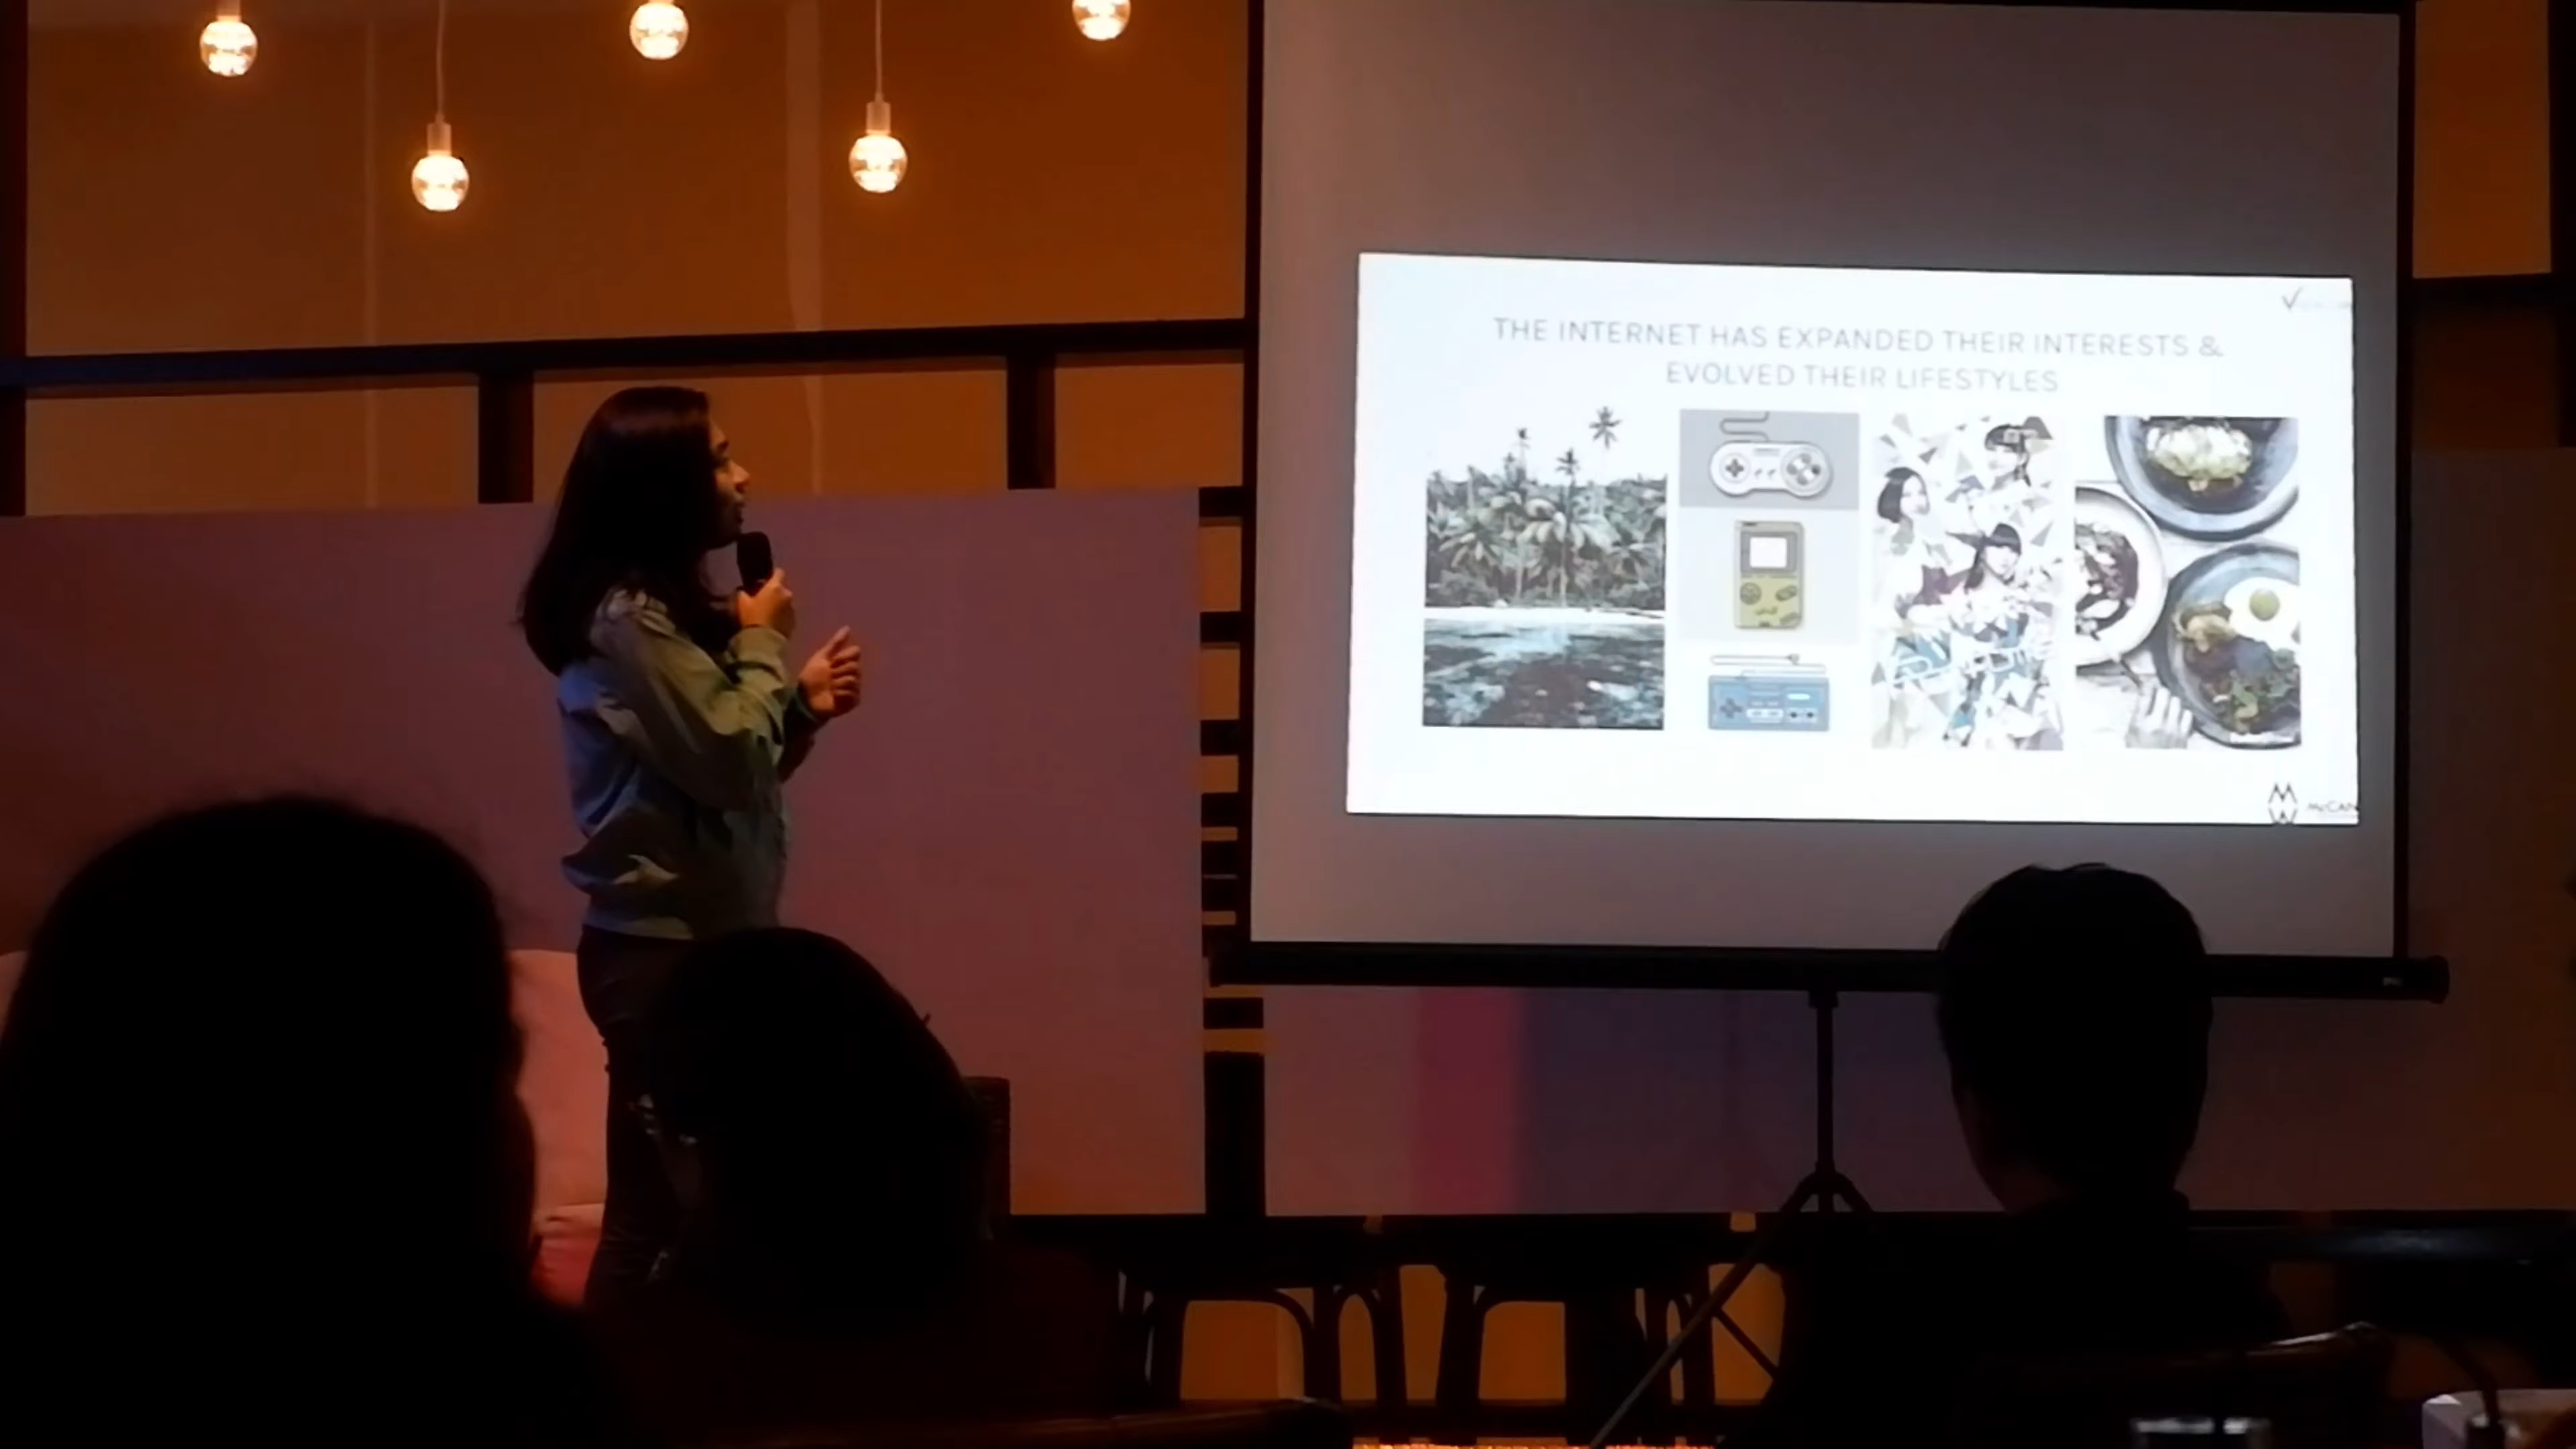 THE INTERNET HAS EXPANDED THEIR INTERESTS &
EVOLVED THEIR LIFESTYLES